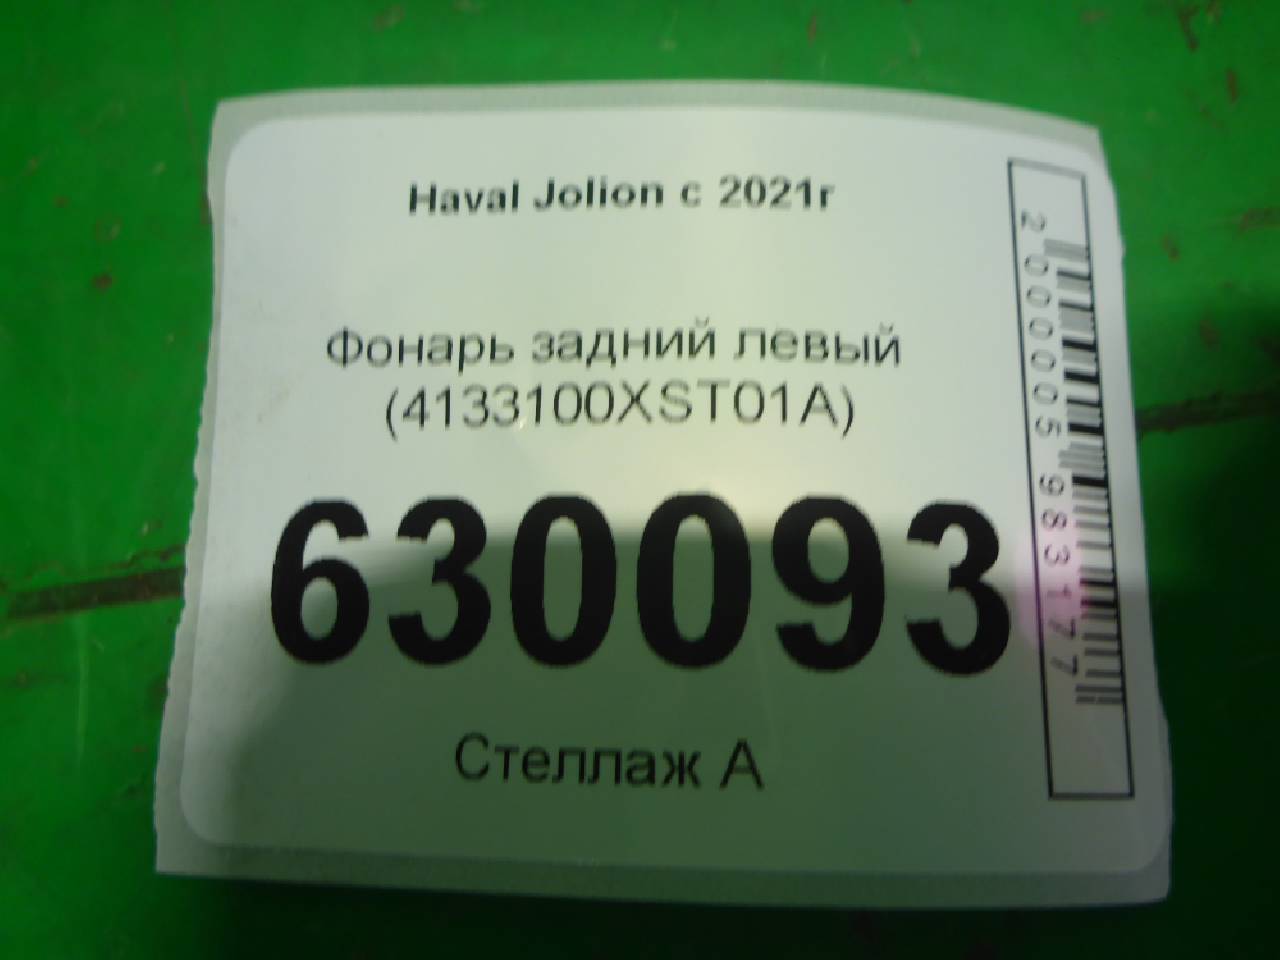 Haval Jolion с 2021г
Фонарь задний левый
(4133100XST01A)
630093
Стеллаж А
2000005983177